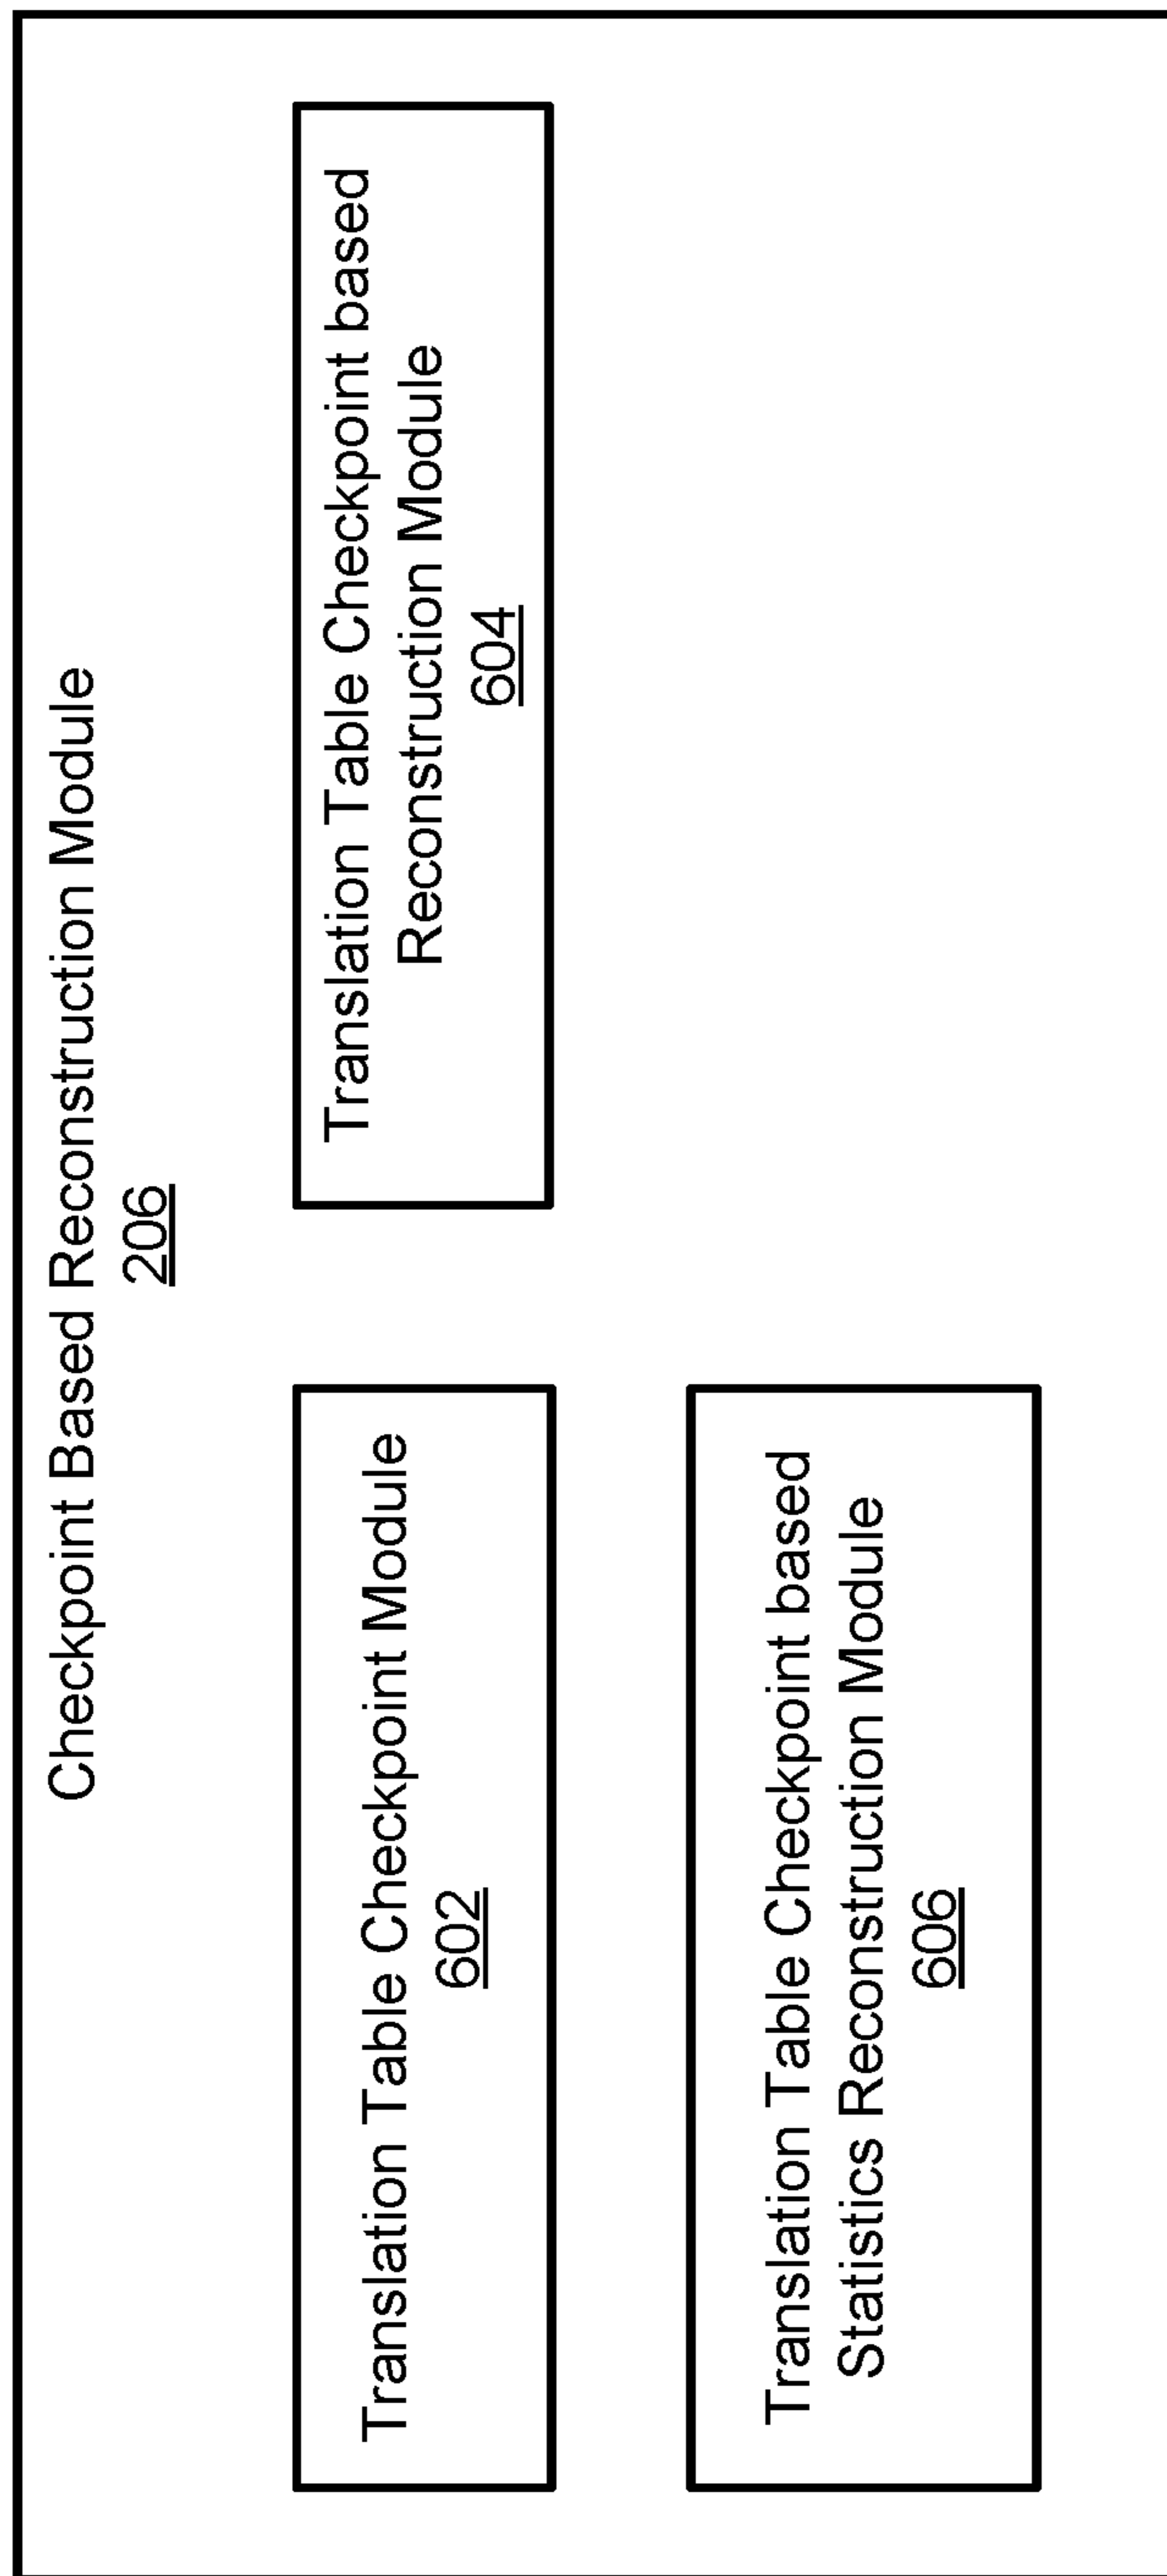 Checkpoint Based Reconstruction Module
206
Translation Table Checkpoint Module
602
Translation Table Checkpoint based
Reconstruction Module
604
Translation Table Checkpoint based
Statistics Reconstruction Module
606